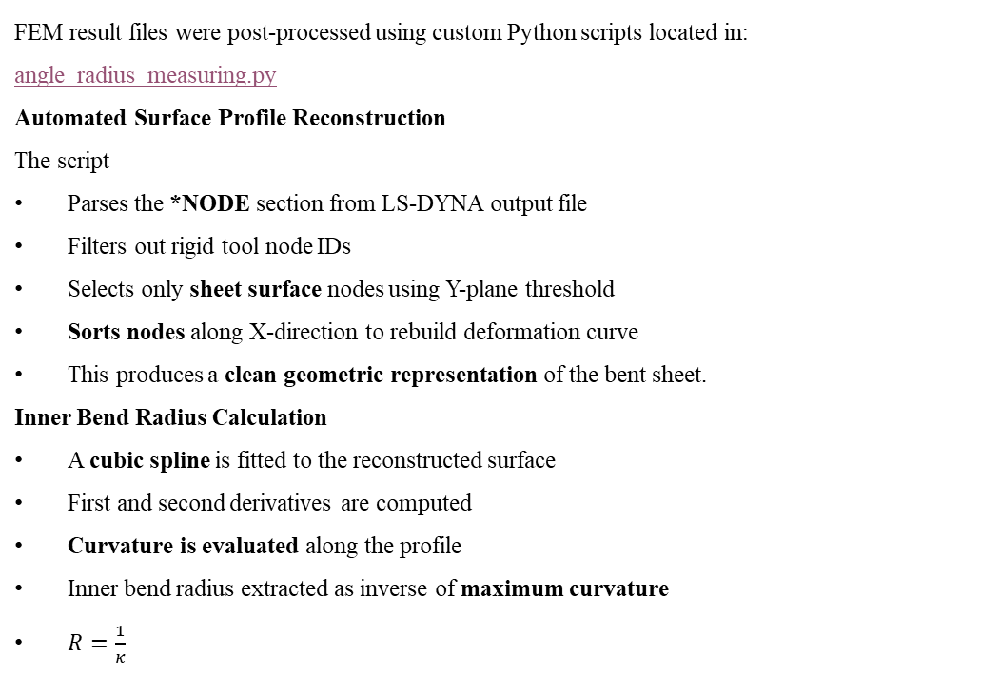 FEM result files were post-processed using custom Python scripts located in:
angle_radius_measuring.py
Automated Surface Profile Reconstruction
The script
• Parses the *NODE section from LS-DYNA output file
• Filters out rigid tool node IDs
• Selects only sheet surface nodes using Y-plane threshold
• Sorts nodes along X-direction to rebuild deformation curve
• This produces a clean geometric representation of the bent sheet.
Inner Bend Radius Calculation
• A cubic spline is fitted to the reconstructed surface
• First and second derivatives are computed
• Curvature is evaluated along the profile
• Inner bend radius extracted as inverse of maximum curvature
• R = 1/κ